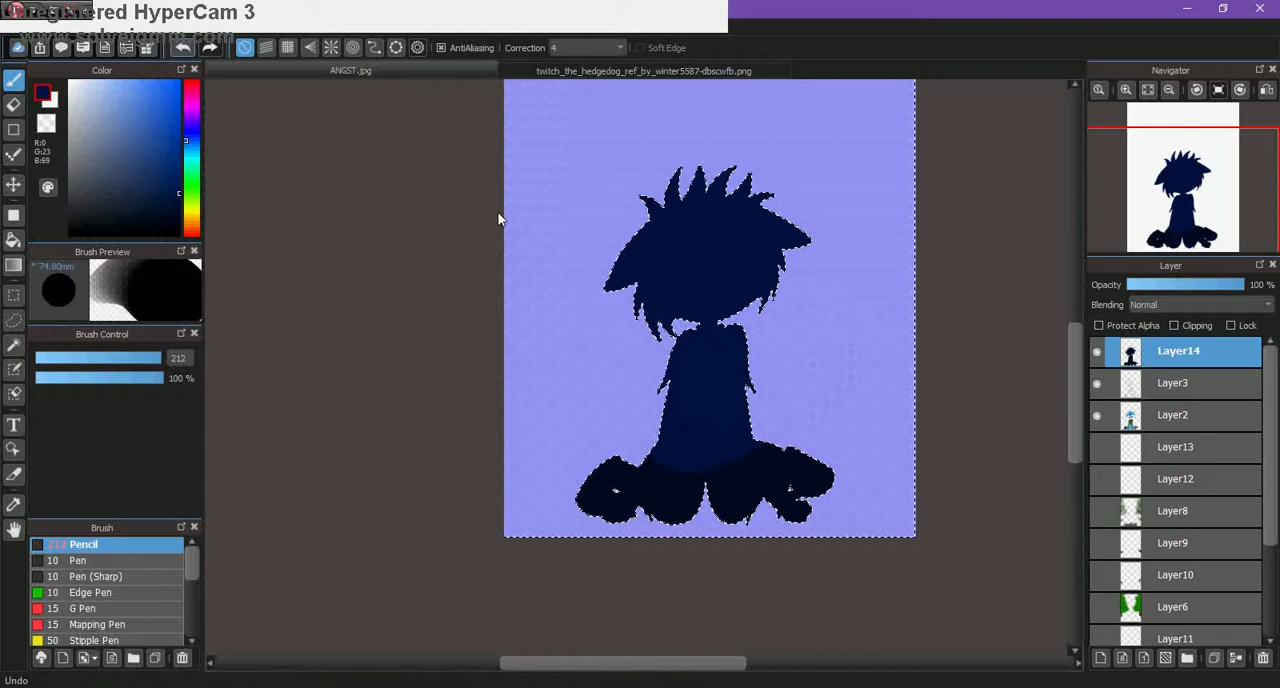 Unregistered HyperCam 3
www.solveigmm.com
AntiAliasing Correction 4 Soft Edge
Color
ANGST.jpg
twitch_the_hedgedog_ref_by_winter5587-dbscwfb.png
Navigator
R:0
G:23
B:69
Brush Preview
* 74.80mm
Brush Control
212
100 %
Brush
212 Pencil
10 Pen
10 Pen (Sharp)
10 Edge Pen
15 G Pen
15 Mapping Pen
50 Stipple Pen
Undo
Layer
Opacity 100 %
Blending Normal
Protect Alpha Clipping Lock
Layer14
Layer3
Layer2
Layer13
Layer12
Layer8
Layer9
Layer10
Layer6
Layer11